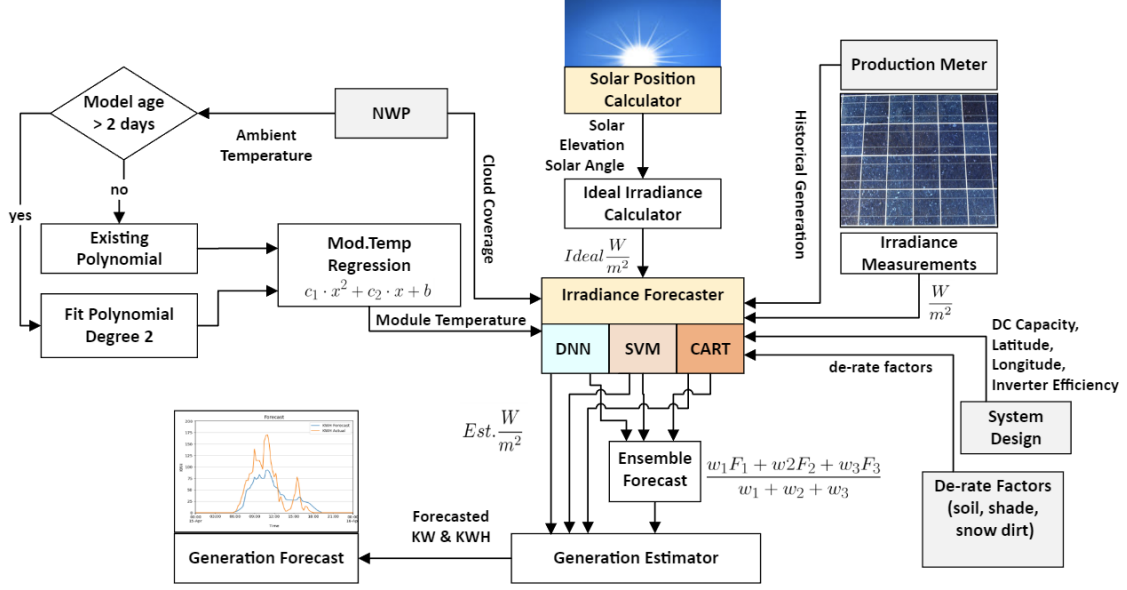 Solar Position
Calculator
Production Meter
Model age
> 2 days
NWP
Ambient
Temperature
Solar
Elevation
Solar Angle
Cloud Coverage
Historical Generation
no
yes
Ideal Irradiance
Calculator
Existing
Polynomial
Mod.Temp
Regression
c₁ · x² + c₂ · x + b
Ideal W/m²
Irradiance
Measurements
W/m²
Irradiance Forecaster
Fit Polynomial
Degree 2
Module Temperature
DNN SVM CART
DC Capacity,
Latitude,
Longitude,
Inverter Efficiency
de-rate factors
System
Design
Est. W/m²
Forecast
KWH Forecast
KWH Actual
Ensemble
Forecast
w₁F₁ + w2F₂ + w₃F₃
w₁ + w₂ + w₃
De-rate Factors
(soil, shade,
snow dirt)
Forecasted
KW & KWH
Generation Forecast
Generation Estimator